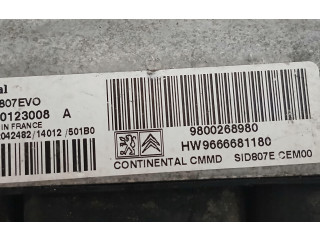 807EVO
0123008 A
IN FRANCE
042482/14012/501B0
9800268980
HW9666681180
CONTINENTAL CMMD SID807E CEM00